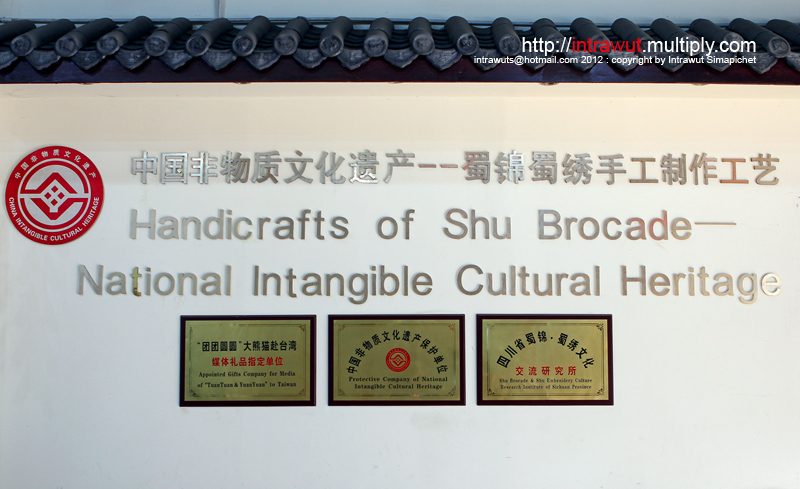 http://intrawut.multiply.com
intrawuts@hotmail.com 2012 : copyright by Intrawut Simapichet
中国非物质文化遗产
CHINA INTANGIBLE CULTURAL HERITAGE
中国非物质文化遗产--蜀锦蜀绣手工制作工艺
Handicrafts of Shu Brocade—
National Intangible Cultural Heritage
“团团圆圆”大熊猫赴台湾
媒体礼品指定单位
Appointed Gifts Company for Media
of “TuanYuan & YuanYuan” to Taiwan
中国非物质文化遗产保护单位
Protective Company of National
Intangible Cultural Heritage
四川省蜀锦·蜀绣文化
交流研究所
Shu Brocade & Shu Embroidery Culture
Research Institute of Sichuan Province